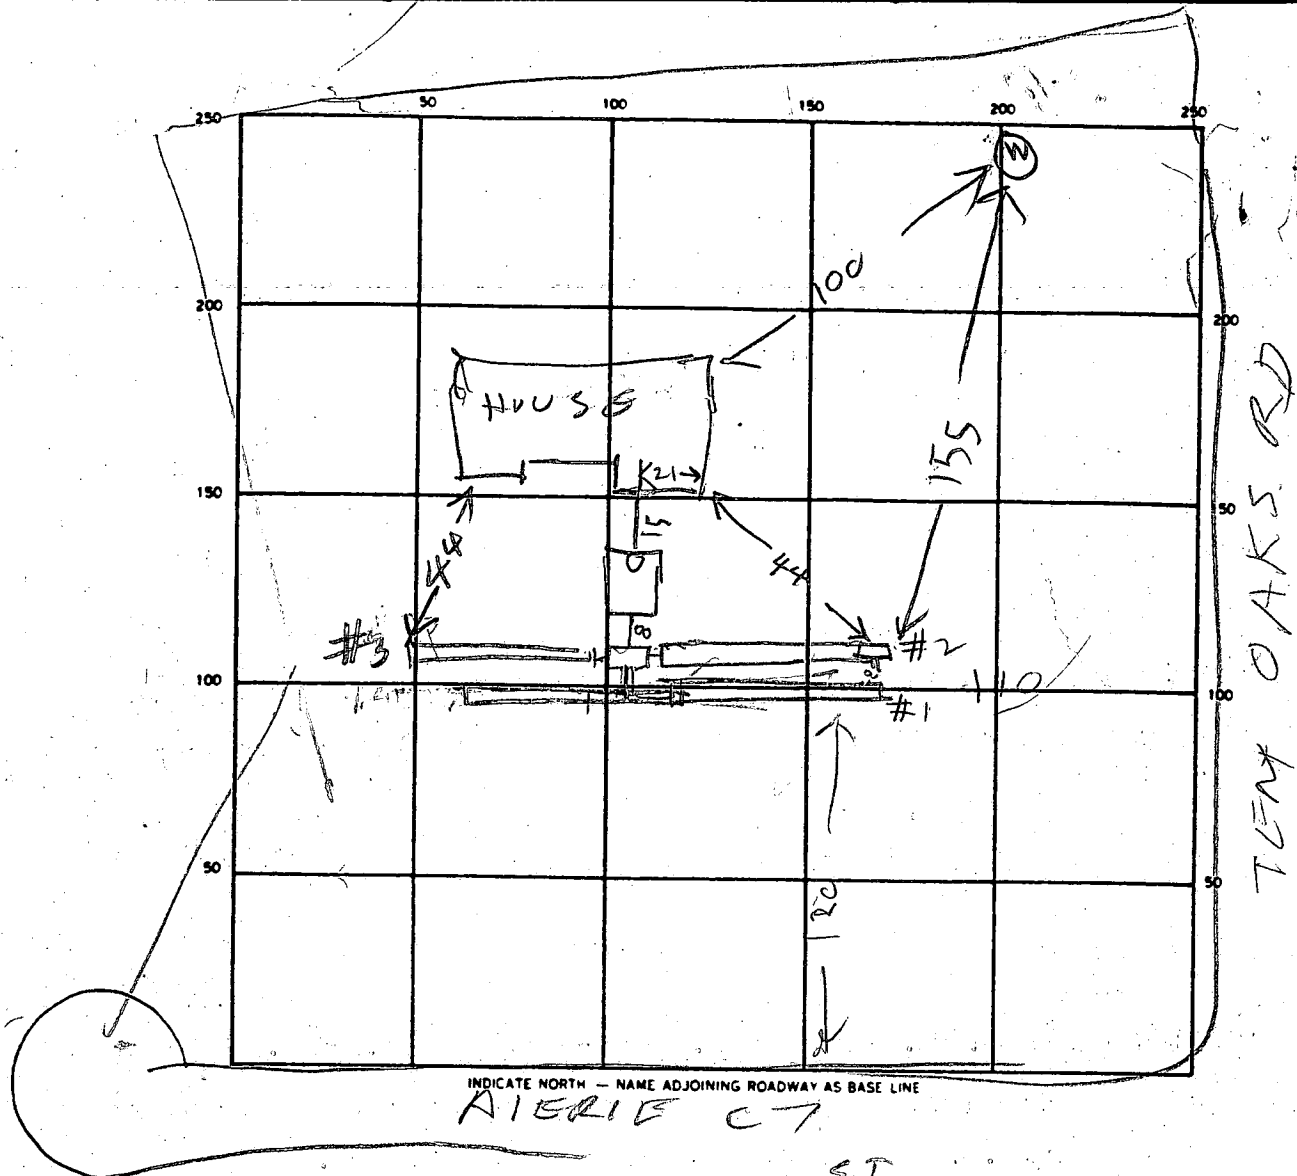 50 100 150 200 250
250
W
100
200 200
HOUSE
155
21
150 50
15
44 44
8
#3 #2
100 110 100
#1
50 50
120
TEN OAKS RD
INDICATE NORTH — NAME ADJOINING ROADWAY AS BASE LINE
AIERIE CT
ST